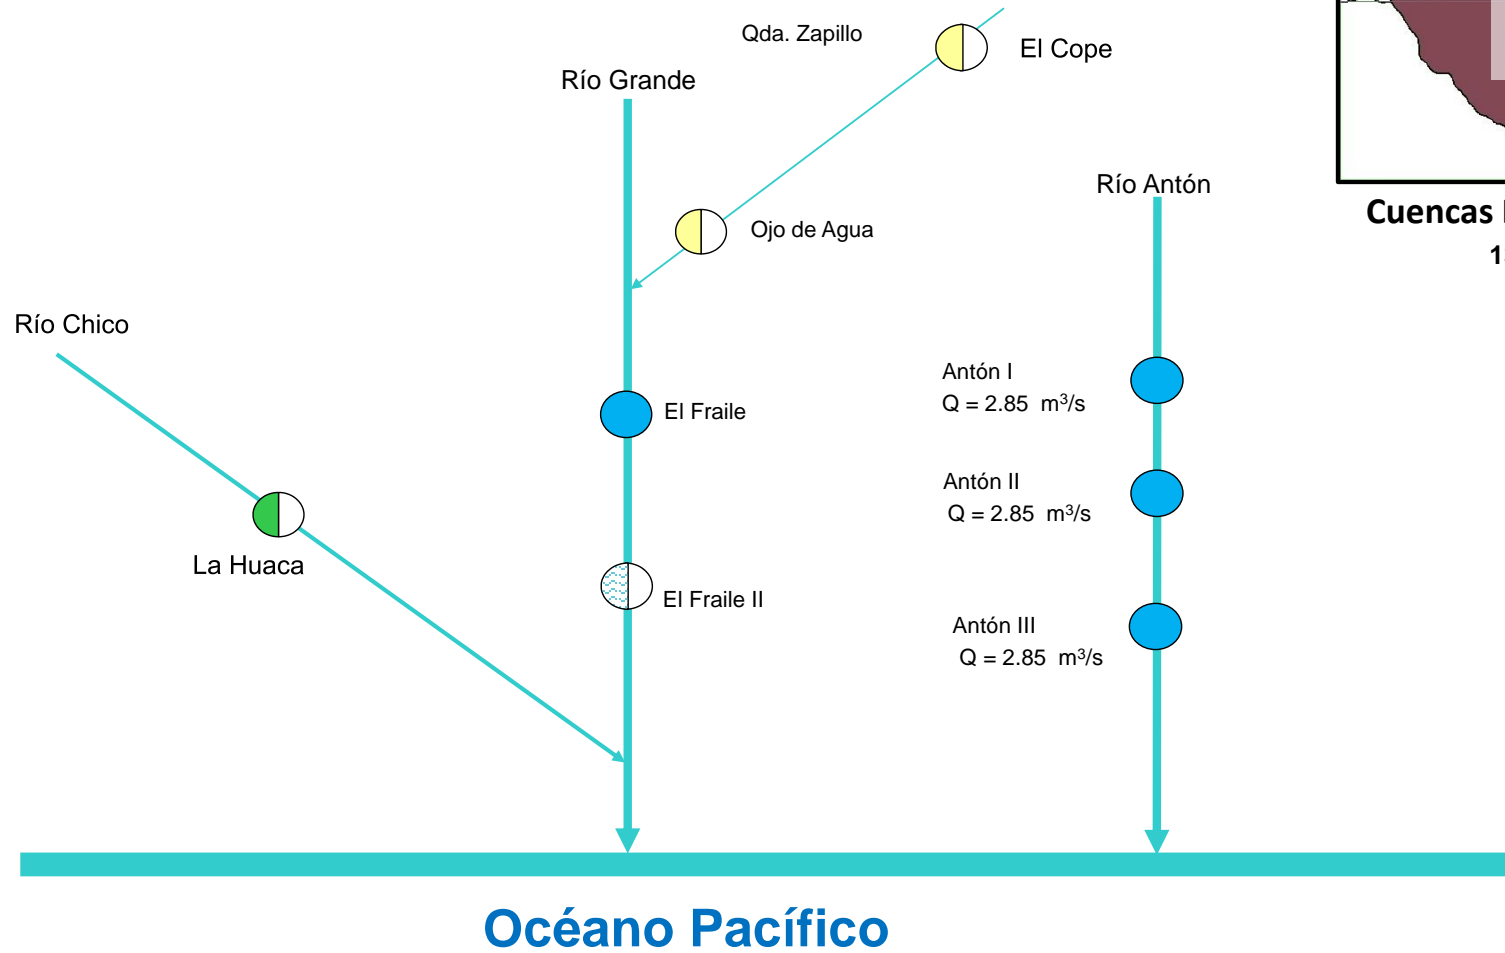 Qda. Zapillo
El Cope
Río Grande
Río Antón
Cuencas
Ojo de Agua
Río Chico
Antón I
Q = 2.85 m³/s
El Fraile
Antón II
Q = 2.85 m³/s
La Huaca
El Fraile II
Antón III
Q = 2.85 m³/s
Océano Pacífico